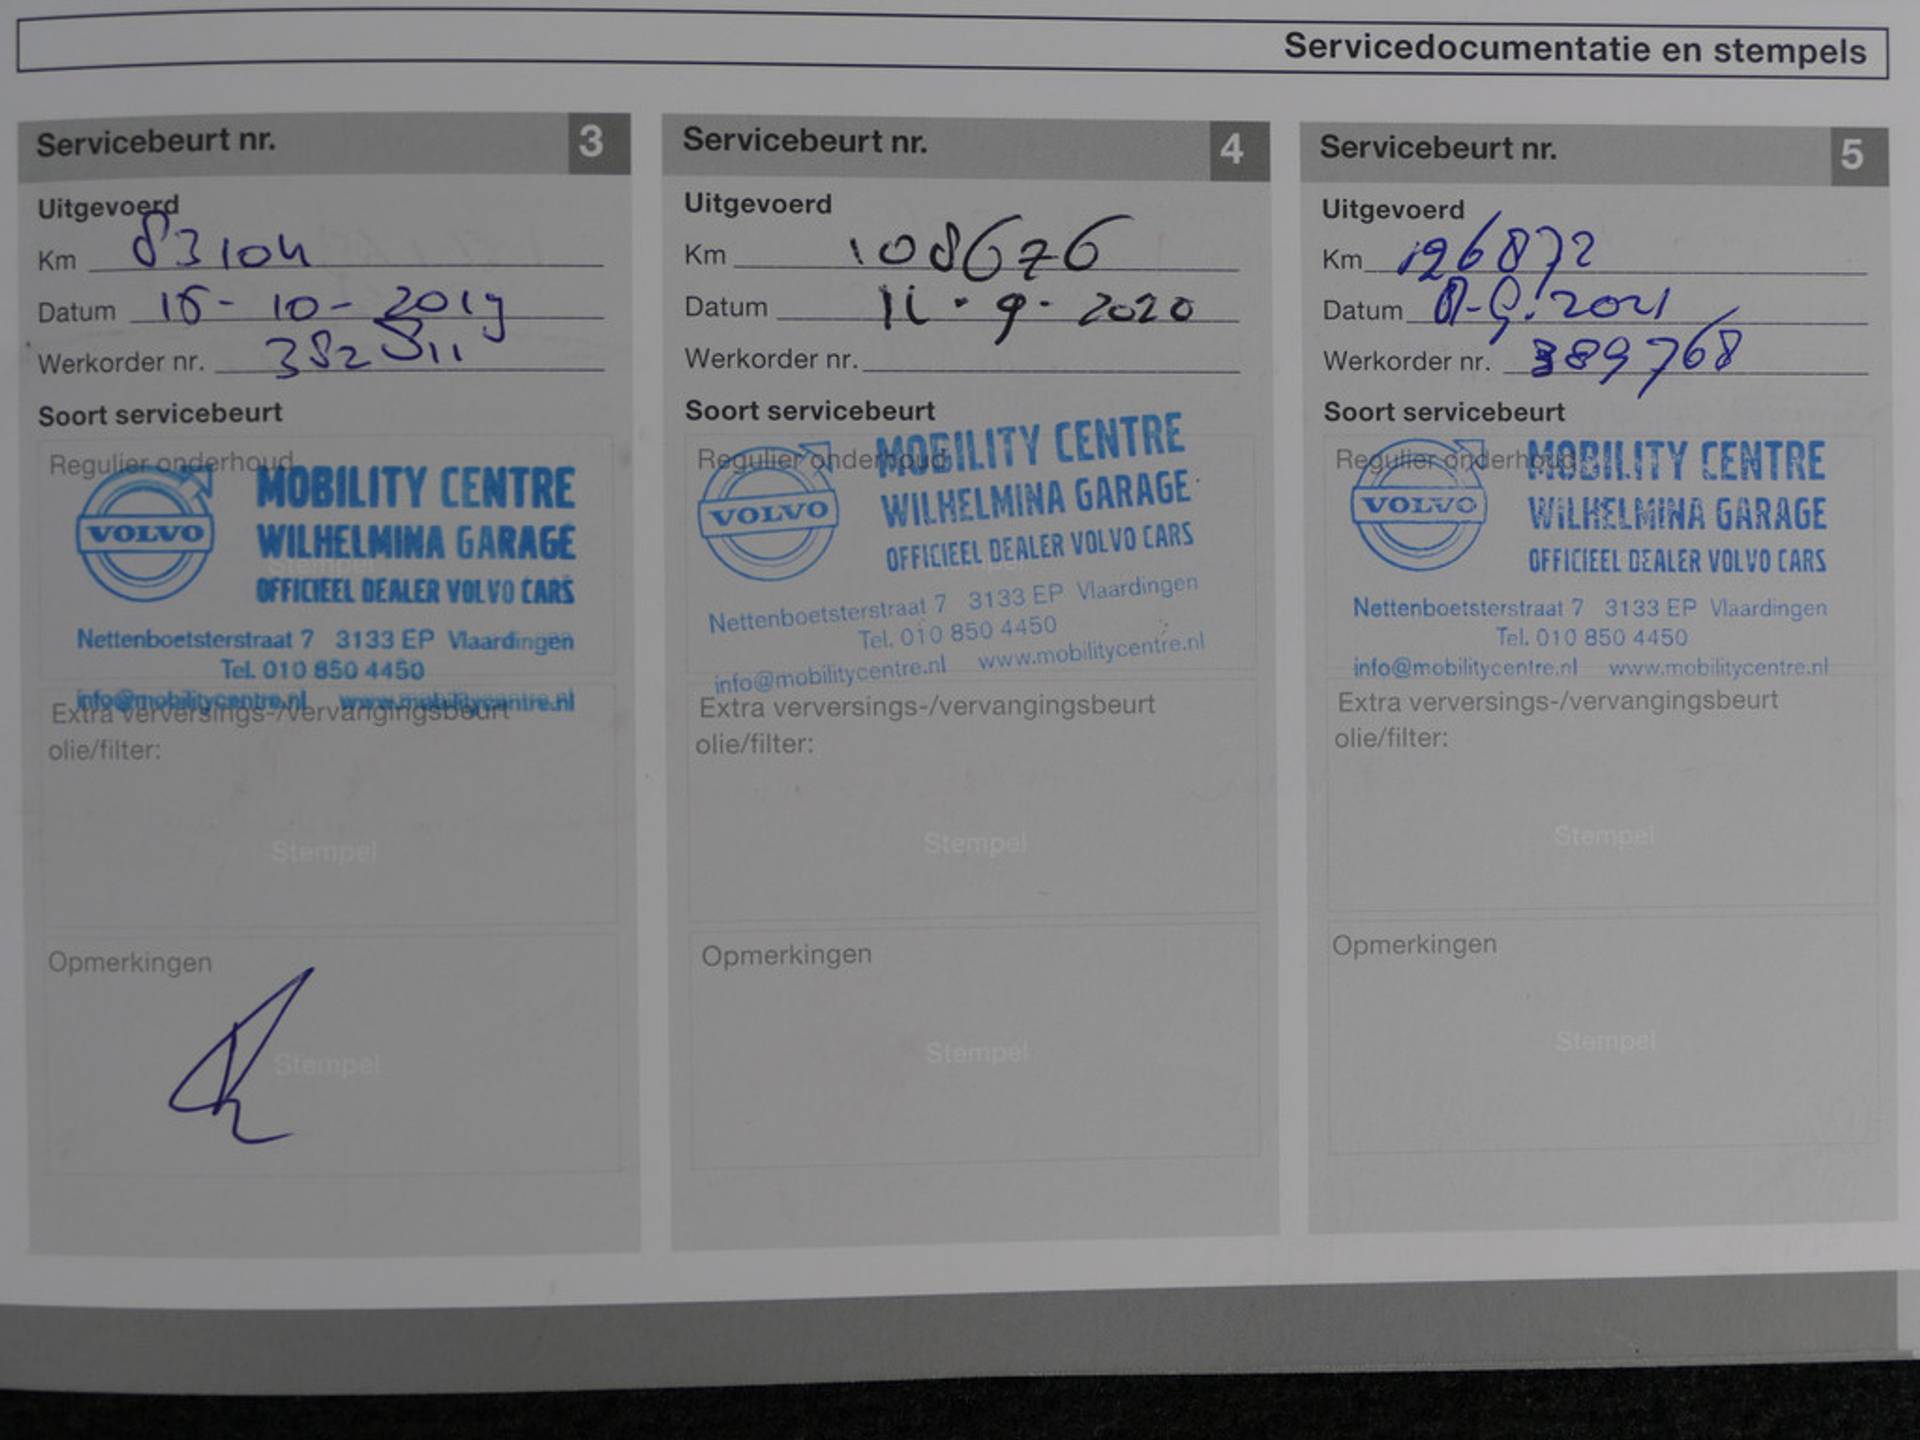 Servicedocumentatie en stempels
Servicebeurt nr. 3
Uitgevoerd
Km 83104
Datum 16-10-2019
Werkorder nr. 382811
Soort servicebeurt
Regulier onderhoud
VOLVO
MOBILITY CENTRE
WILHELMINA GARAGE
OFFICIEEL DEALER VOLVO CARS
Stempel
Nettenboetsterstraat 7 3133 EP Vlaardingen
Tel. 010 850 4450
info@mobilitycentre.nl www.mobilitycentre.nl
Extra verversings-/vervangingsbeurt
olie/filter:
Stempel
Opmerkingen
Stempel
Servicebeurt nr. 4
Uitgevoerd
Km 108676
Datum 11-9-2020
Werkorder nr.
Soort servicebeurt
Regulier onderhoud
VOLVO
MOBILITY CENTRE
WILHELMINA GARAGE
OFFICIEEL DEALER VOLVO CARS
Nettenboetsterstraat 7 3133 EP Vlaardingen
Tel. 010 850 4450
info@mobilitycentre.nl www.mobilitycentre.nl
Extra verversings-/vervangingsbeurt
olie/filter:
Stempel
Opmerkingen
Stempel
Servicebeurt nr. 5
Uitgevoerd
Km 126872
Datum
Werkorder nr. 389768
Soort servicebeurt
Regulier onderhoud
VOLVO
MOBILITY CENTRE
WILHELMINA GARAGE
OFFICIEEL DEALER VOLVO CARS
Nettenboetsterstraat 7 3133 EP Vlaardingen
Tel. 010 850 4450
info@mobilitycentre.nl www.mobilitycentre.nl
Extra verversings-/vervangingsbeurt
olie/filter:
Stempel
Opmerkingen
Stempel